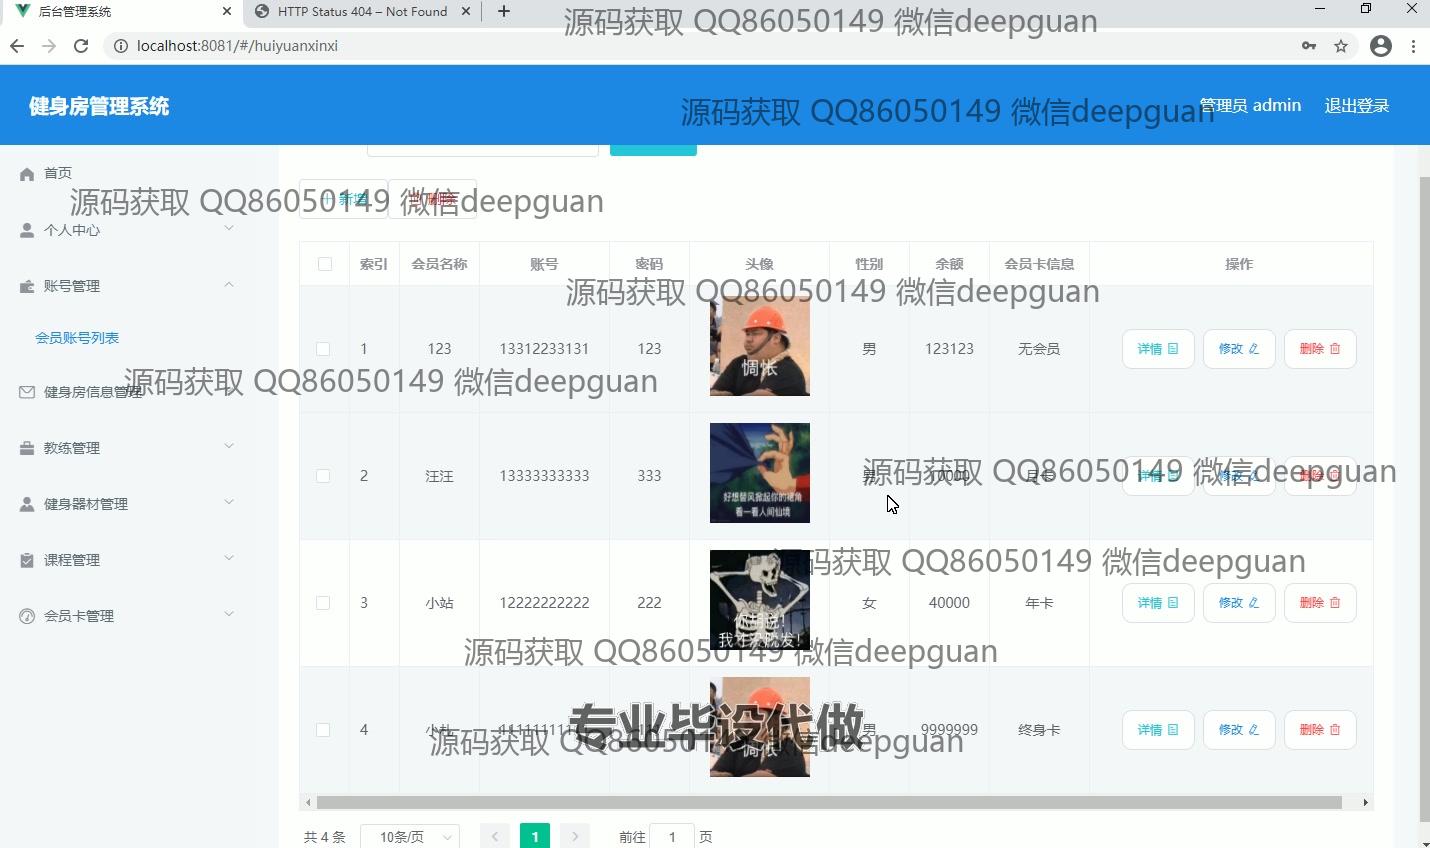 后台管理系统
HTTP Status 404 – Not Found
源码获取 QQ86050149 微信deepguan
localhost:8081/#/huiyuanxinxi
健身房管理系统
源码获取 QQ86050149 微信deepguan
管理员 admin
退出登录
首页
新增 删除
源码获取 QQ86050149 微信deepguan
个人中心
账号管理
会员账号列表
健身房信息管理
教练管理
健身器材管理
课程管理
会员卡管理
索引 会员名称 账号 密码 头像 性别 余额 会员卡信息 操作
源码获取 QQ86050149 微信deepguan
1 123 13312233131 123 男 123123 无会员 详情 修改 删除
惆怅
源码获取 QQ86050149 微信deepguan
2 汪汪 13333333333 333 男 10000 月卡 详情 修改 删除
好想替风掀起你的裙角
看一看人间仙境
源码获取 QQ86050149 微信deepguan
源码获取 QQ86050149 微信deepguan
3 小站 12222222222 222 女 40000 年卡 详情 修改 删除
我才没脱发!
源码获取 QQ86050149 微信deepguan
专业毕设代做
4 男 9999999 终身卡 详情 修改 删除
惆怅
源码获取 QQ86050149 微信deepguan
共 4 条 10条/页 1 前往 1 页